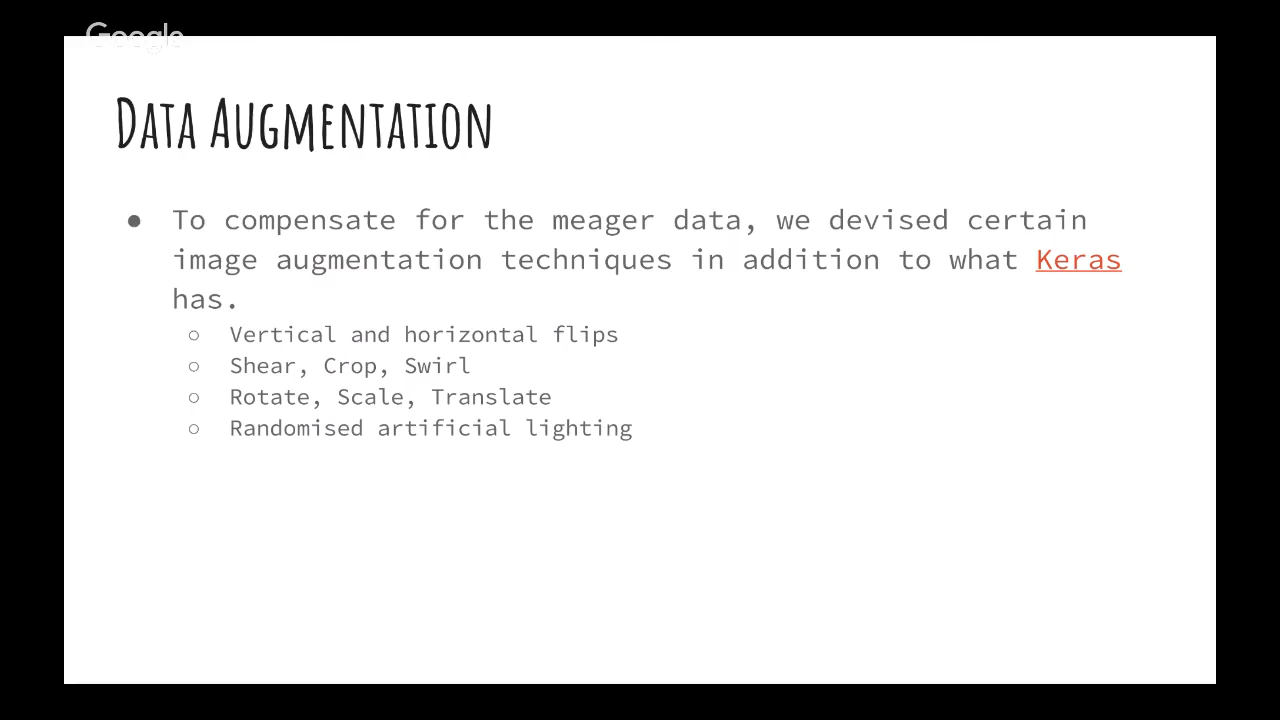 Google
Data Augmentation
● To compensate for the meager data, we devised certain
image augmentation techniques in addition to what Keras
has.
○ Vertical and horizontal flips
○ Shear, Crop, Swirl
○ Rotate, Scale, Translate
○ Randomised artificial lighting